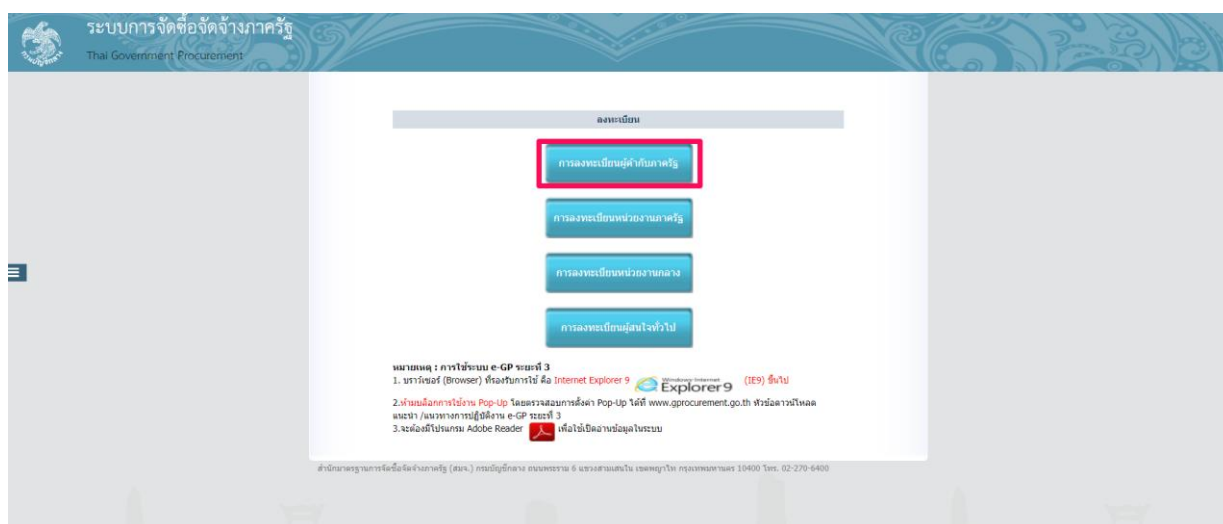 ระบบการจัดซื้อจัดจ้างภาครัฐ
Thai Government Procurement
ลงทะเบียน
การลงทะเบียนผู้ค้ากับภาครัฐ
การลงทะเบียนหน่วยงานภาครัฐ
การลงทะเบียนหน่วยงานกลาง
การลงทะเบียนผู้สนใจทั่วไป
หมายเหตุ : การใช้ระบบ e-GP ระยะที่ 3
1. บราว์เซอร์ (Browser) ที่รองรับการใช้ คือ Internet Explorer 9 Windows Internet Explorer 9 (IE9) ขึ้นไป
2.ห้ามบล็อกการใช้งาน Pop-Up โดยตรวจสอบการตั้งค่า Pop-Up ได้ที่ www.gprocurement.go.th หัวข้อดาวน์โหลด
แนะนำ /แนวทางการปฏิบัติงาน e-GP ระยะที่ 3
3.จะต้องมีโปรแกรม Adobe Reader เพื่อใช้เปิดอ่านข้อมูลในระบบ
สำนักมาตรฐานการจัดซื้อจัดจ้างภาครัฐ (สมจ.) กรมบัญชีกลาง ถนนพระราม 6 แขวงสามเสนใน เขตพญาไท กรุงเทพมหานคร 10400 โทร. 02-270-6400